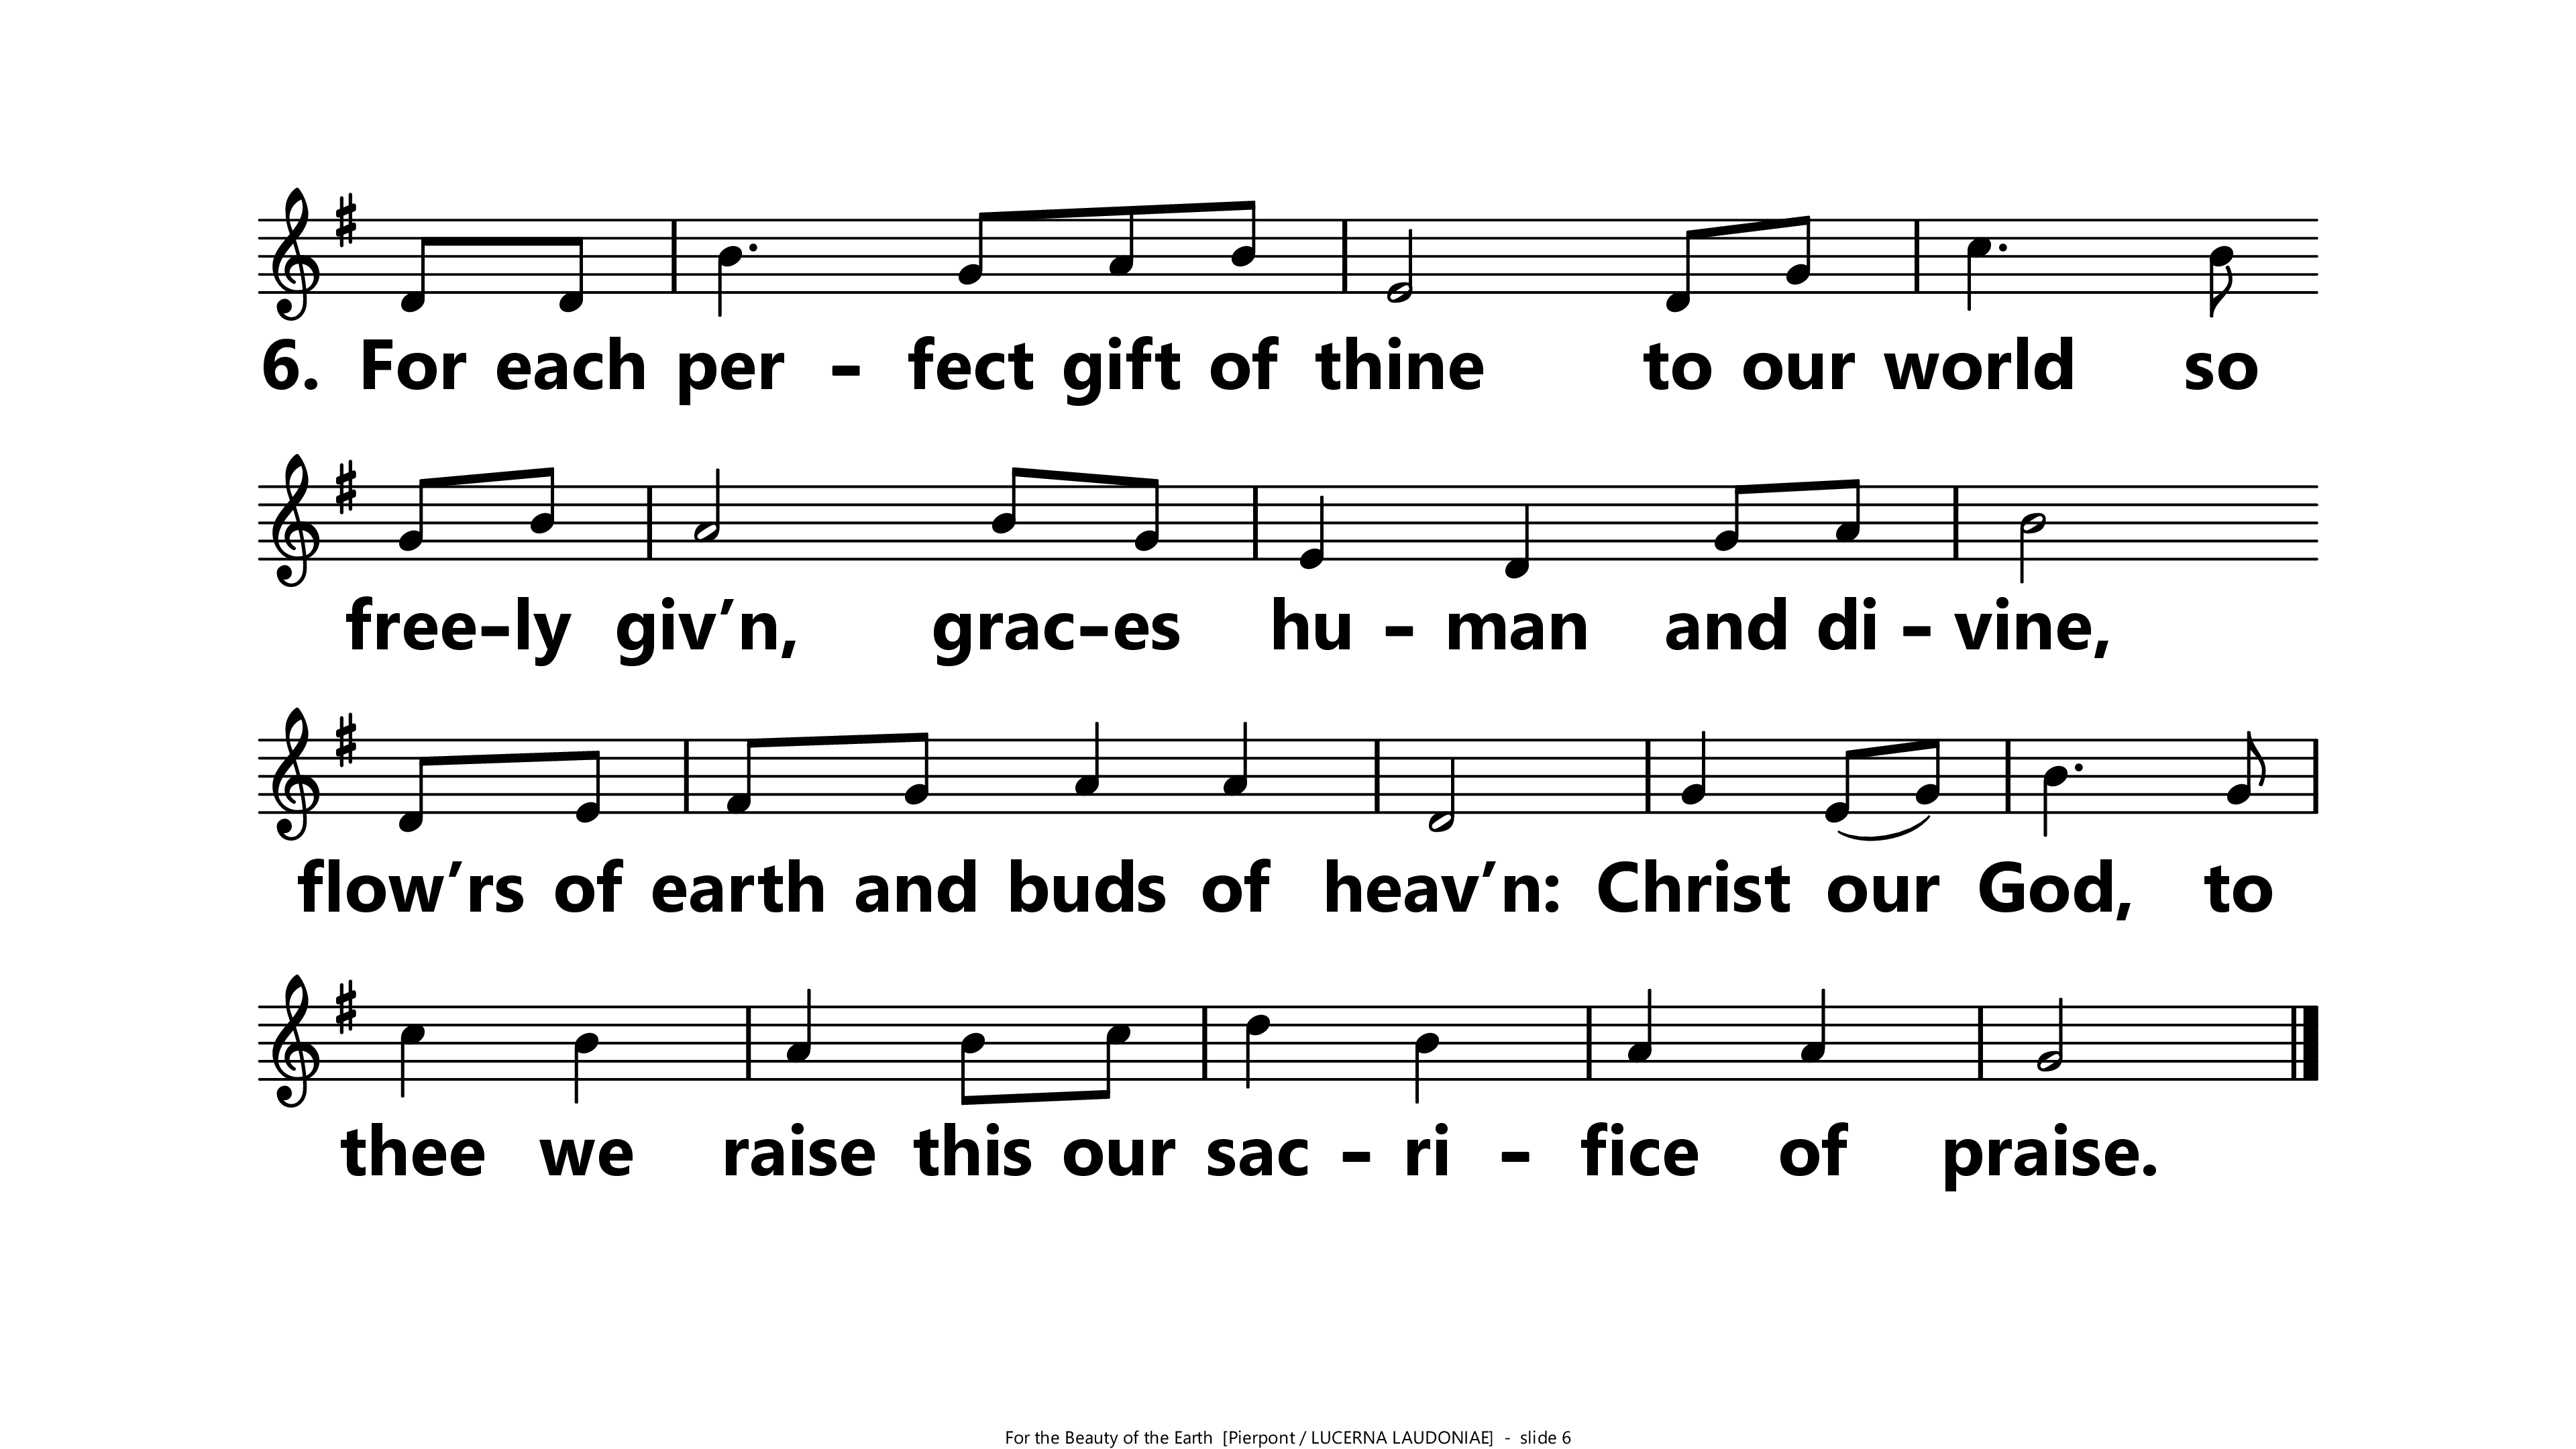 6. For each per - fect gift of thine to our world so
free-ly giv’n, grac-es hu - man and di - vine,
flow’rs of earth and buds of heav’n: Christ our God, to
thee we raise this our sac - ri - fice of praise.
For the Beauty of the Earth [Pierpont / LUCERNA LAUDONIAE] - slide 6